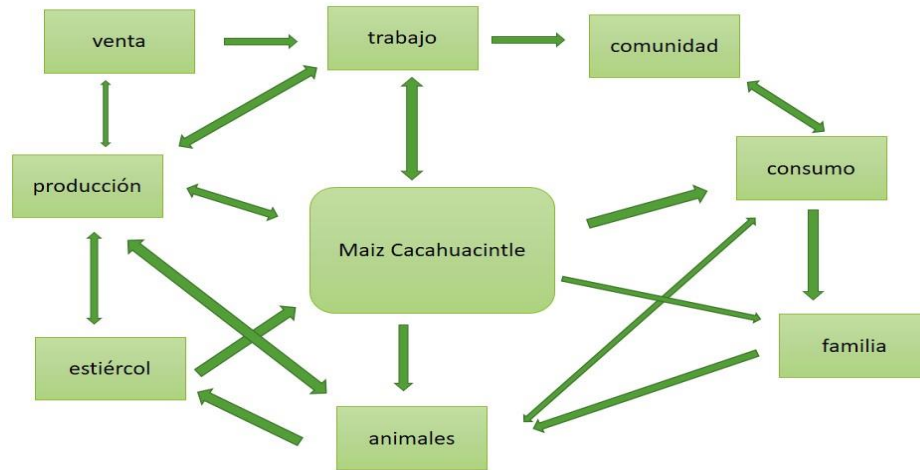 venta
trabajo
comunidad
producción
Maiz Cacahuacintle
consumo
estiércol
animales
familia